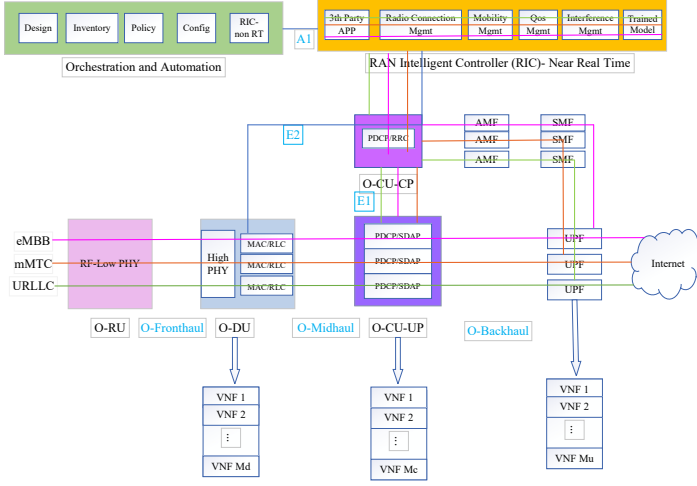 Design
Inventory
Policy
Config
RIC-
non RT
A1
3th Party
APP
Radio Connection
Mgmt
Mobility
Mgmt
Qos
Mgmt
Interference
Mgmt
Trained
Model
Orchestration and Automation
RAN Intelligent Controller (RIC)- Near Real Time
E2
PDCP/RRC
AMF
SMF
AMF
SMF
AMF
SMF
O-CU-CP
E1
eMBB
mMTC
URLLC
RF-Low PHY
High
PHY
MAC/RLC
MAC/RLC
MAC/RLC
PDCP/SDAP
PDCP/SDAP
PDCP/SDAP
UPF
UPF
UPF
Internet
O-RU
O-Fronthaul
O-DU
O-Midhaul
O-CU-UP
O-Backhaul
VNF 1
VNF 2
⋮
VNF Md
VNF 1
VNF 2
⋮
VNF Mc
VNF 1
VNF 2
⋮
VNF Mu